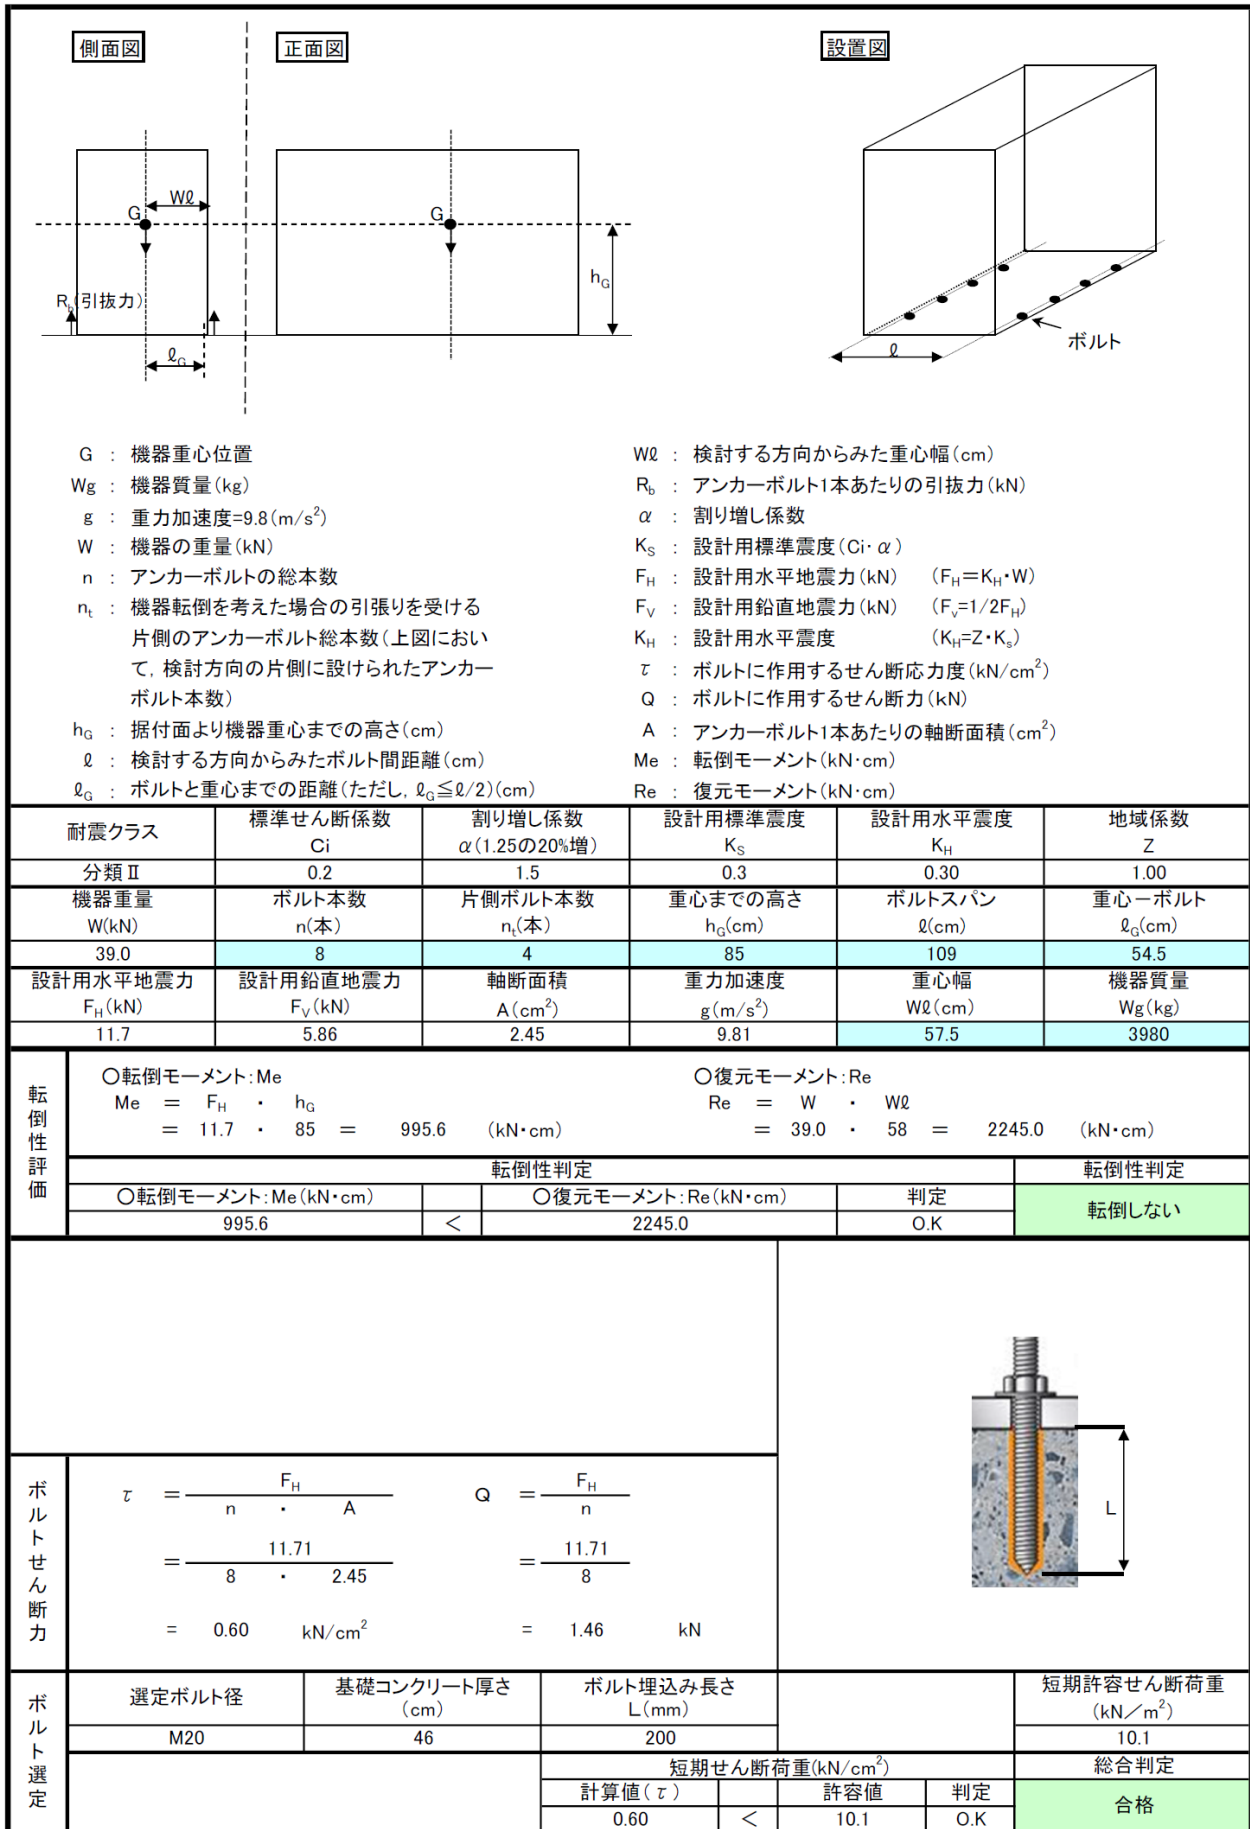 側面図
正面図
設置図
Wℓ
G
G
hG
Rb(引抜力)
ℓG
ℓ
ボルト
G : 機器重心位置
Wg : 機器質量(kg)
g : 重力加速度=9.8(m/s²)
W : 機器の重量(kN)
n : アンカーボルトの総本数
nt : 機器転倒を考えた場合の引張りを受ける
片側のアンカーボルト総本数(上図におい
て, 検討方向の片側に設けられたアンカー
ボルト本数)
hG : 据付面より機器重心までの高さ(cm)
ℓ : 検討する方向からみたボルト間距離(cm)
ℓG : ボルトと重心までの距離(ただし, ℓG≦ℓ/2)(cm)
Wℓ : 検討する方向からみた重心幅(cm)
Rb : アンカーボルト1本あたりの引抜力(kN)
α : 割り増し係数
KS : 設計用標準震度(Ci・α)
FH : 設計用水平地震力(kN) (FH=KH・W)
FV : 設計用鉛直地震力(kN) (Fv=1/2FH)
KH : 設計用水平震度 (KH=Z・Ks)
τ : ボルトに作用するせん断応力度(kN/cm²)
Q : ボルトに作用するせん断力(kN)
A : アンカーボルト1本あたりの軸断面積(cm²)
Me : 転倒モーメント(kN・cm)
Re : 復元モーメント(kN・cm)
耐震クラス 標準せん断係数 割り増し係数 設計用標準震度 設計用水平震度 地域係数
Ci α(1.25の20%増) KS KH Z
分類Ⅱ 0.2 1.5 0.3 0.30 1.00
機器重量 ボルト本数 片側ボルト本数 重心までの高さ ボルトスパン 重心-ボルト
W(kN) n(本) nt(本) hG(cm) ℓ(cm) ℓG(cm)
39.0 8 4 85 109 54.5
設計用水平地震力 設計用鉛直地震力 軸断面積 重力加速度 重心幅 機器質量
FH(kN) FV(kN) A(cm²) g(m/s²) Wℓ(cm) Wg(kg)
11.7 5.86 2.45 9.81 57.5 3980
転倒性評価
○転倒モーメント:Me
Me = FH ・ hG
= 11.7 ・ 85 = 995.6 (kN・cm)
○復元モーメント:Re
Re = W ・ Wℓ
= 39.0 ・ 58 = 2245.0 (kN・cm)
転倒性判定 転倒性判定
○転倒モーメント:Me(kN・cm) ○復元モーメント:Re(kN・cm) 判定
995.6 < 2245.0 O.K
転倒しない
ボルトせん断力
τ = FH
n ・ A
= 11.71
8 ・ 2.45
= 0.60 kN/cm²
Q = FH
n
= 11.71
8
= 1.46 kN
L
ボルト選定
選定ボルト径 基礎コンクリート厚さ ボルト埋込み長さ 短期許容せん断荷重
(cm) L(mm) (kN/m²)
M20 46 200 10.1
短期せん断荷重(kN/cm²) 総合判定
計算値(τ) 許容値 判定
0.60 < 10.1 O.K
合格